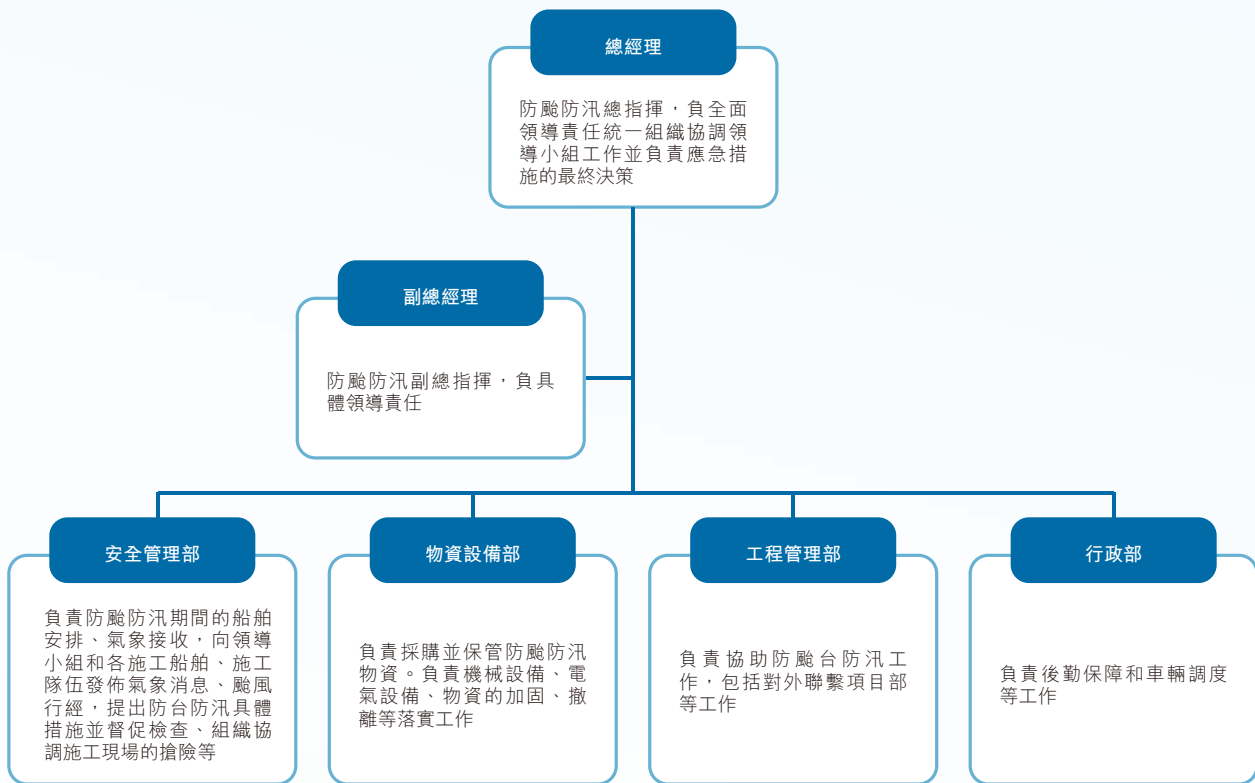 總經理
防颱防汛總指揮，負全面
領導責任統一組織協調領
導小組工作並負責應急措
施的最終決策
副總經理
防颱防汛副總指揮，負具
體領導責任
安全管理部
負責防颱防汛期間的船舶
安排、氣象接收，向領導
小組和各施工船舶、施工
隊伍發佈氣象消息、颱風
行經，提出防台防汛具體
措施並督促檢查、組織協
調施工現場的搶險等
物資設備部
負責採購並保管防颱防汛
物資。負責機械設備、電
氣設備、物資的加固、撤
離等落實工作
工程管理部
負責協助防颱台防汛工
作，包括對外聯繫項目部
等工作
行政部
負責後勤保障和車輛調度
等工作